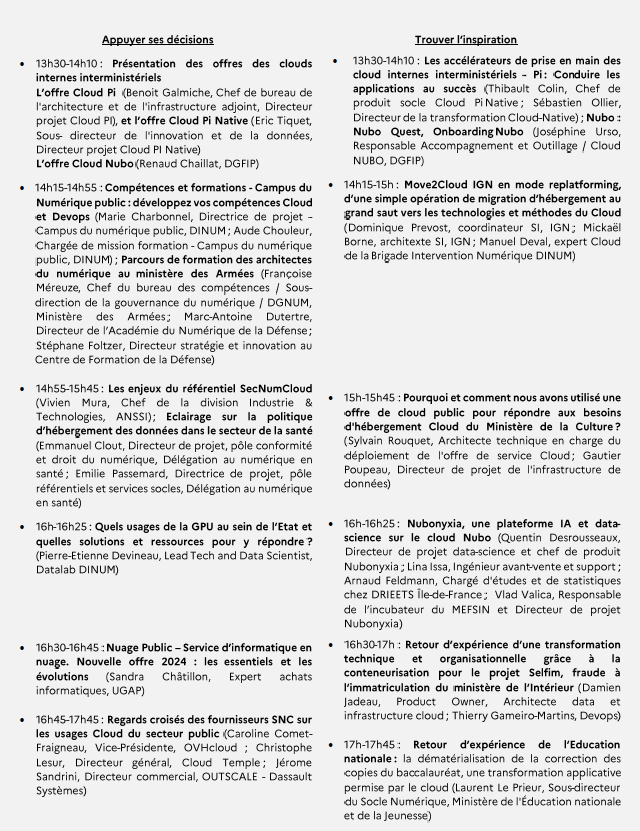 Appuyer ses décisions
• 13h30-14h10 : Présentation des offres des clouds
internes interministériels
L'offre Cloud Pi (Benoit Galmiche, Chef de bureau de
l'architecture et de l'infrastructure adjoint, Directeur
projet Cloud PI), et l'offre Cloud Pi Native (Eric Tiquet,
Sous- directeur de l'innovation et de la données,
Directeur projet Cloud PI Native)
L'offre Cloud Nubo (Renaud Chaillat, DGFIP)
• 14h15-14h55 : Compétences et formations - Campus du
Numérique public : développez vos compétences Cloud
et Devops (Marie Charbonnel, Directrice de projet –
Campus du numérique public, DINUM ; Aude Chouleur,
Chargée de mission formation - Campus du numérique
public, DINUM) ; Parcours de formation des architectes
du numérique au ministère des Armées (Françoise
Méreuze, Chef du bureau des compétences / Sous-
direction de la gouvernance du numérique / DGNUM,
Ministère des Armées ; Marc-Antoine Dutertre,
Directeur de l'Académie du Numérique de la Défense ;
Stéphane Foltzer, Directeur stratégie et innovation au
Centre de Formation de la Défense)
• 14h55-15h45 : Les enjeux du référentiel SecNumCloud
(Vivien Mura, Chef de la division Industrie &
Technologies, ANSSI) ; Eclairage sur la politique
d'hébergement des données dans le secteur de la santé
(Emmanuel Clout, Directeur de projet, pôle conformité
et droit du numérique, Délégation au numérique en
santé ; Emilie Passemard, Directrice de projet, pôle
référentiels et services socles, Délégation au numérique
en santé)
• 16h-16h25 : Quels usages de la GPU au sein de l'Etat et
quelles solutions et ressources pour y répondre ?
(Pierre-Etienne Devineau, Lead Tech and Data Scientist,
Datalab DINUM)
• 16h30-16h45 : Nuage Public – Service d'informatique en
nuage. Nouvelle offre 2024 : les essentiels et les
évolutions (Sandra Châtillon, Expert achats
informatiques, UGAP)
• 16h45-17h45 : Regards croisés des fournisseurs SNC sur
les usages Cloud du secteur public (Caroline Comet-
Fraigneau, Vice-Présidente, OVHcloud ; Christophe
Lesur, Directeur général, Cloud Temple ; Jérome
Sandrini, Directeur commercial, OUTSCALE - Dassault
Systèmes)
Trouver l'inspiration
• 13h30-14h10 : Les accélérateurs de prise en main des
cloud internes interministériels – Pi : Conduire les
applications au succès (Thibault Colin, Chef de
produit socle Cloud Pi Native ; Sébastien Ollier,
Directeur de la transformation Cloud-Native) ; Nubo :
Nubo Quest, Onboarding Nubo (Joséphine Urso,
Responsable Accompagnement et Outillage / Cloud
NUBO, DGFIP)
• 14h15-15h : Move2Cloud IGN en mode replatforming,
d'une simple opération de migration d'hébergement au
grand saut vers les technologies et méthodes du Cloud
(Dominique Prevost, coordinateur SI, IGN ; Mickaël
Borne, architexte SI, IGN ; Manuel Deval, expert Cloud
de la Brigade Intervention Numérique DINUM)
• 15h-15h45 : Pourquoi et comment nous avons utilisé une
offre de cloud public pour répondre aux besoins
d'hébergement Cloud du Ministère de la Culture ?
(Sylvain Rouquet, Architecte technique en charge du
déploiement de l'offre de service Cloud ; Gautier
Poupeau, Directeur de projet de l'infrastructure de
données)
• 16h-16h25 : Nubonyxia, une plateforme IA et data-
science sur le cloud Nubo (Quentin Desrousseaux,
Directeur de projet data-science et chef de produit
Nubonyxia ; Lina Issa, Ingénieur avant-vente et support ;
Arnaud Feldmann, Chargé d'études et de statistiques
chez DRIEETS Île-de-France ; Vlad Valica, Responsable
de l'incubateur du MEFSIN et Directeur de projet
Nubonyxia)
• 16h30-17h : Retour d'expérience d'une transformation
technique et organisationnelle grâce à la
conteneurisation pour le projet Selfim, fraude à
l'immatriculation du ministère de l'Intérieur (Damien
Jadeau, Product Owner, Architecte data et
infrastructure cloud ; Thierry Gameiro-Martins, Devops)
• 17h-17h45 : Retour d'expérience de l'Education
nationale : la dématérialisation de la correction des
copies du baccalauréat, une transformation applicative
permise par le cloud (Laurent Le Prieur, Sous-directeur
du Socle Numérique, Ministère de l'Éducation nationale
et de la Jeunesse)